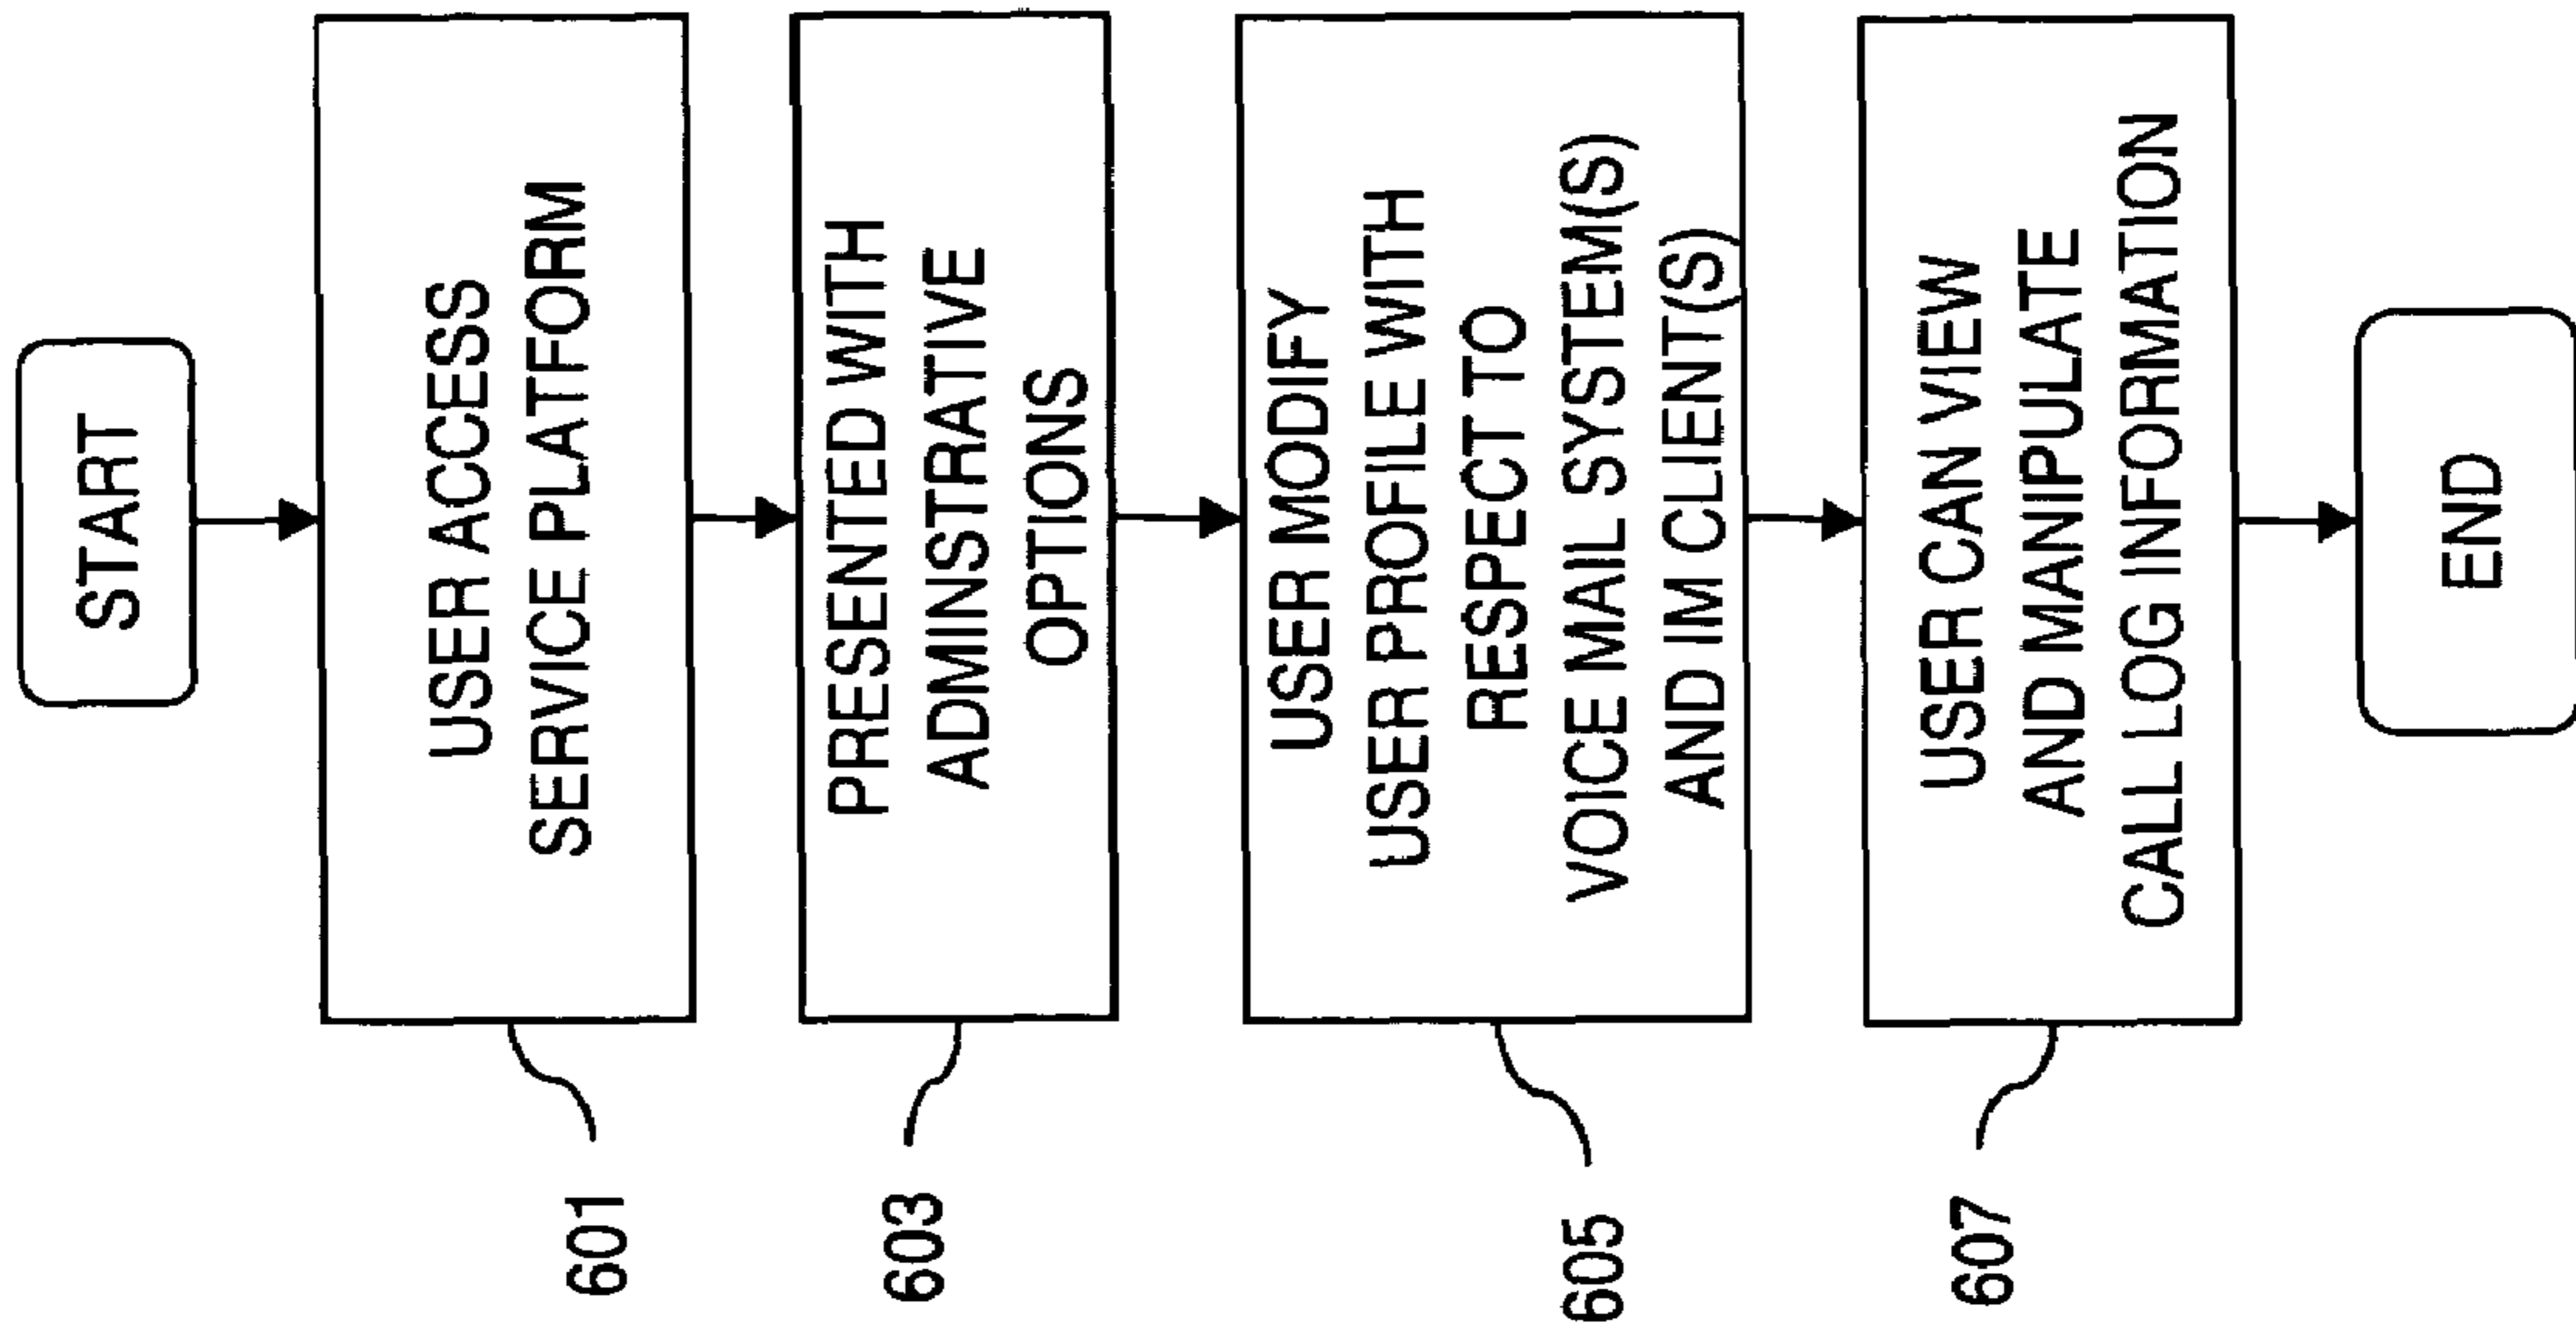 START
USER ACCESS
SERVICE PLATFORM
601
PRESENTED WITH
ADMINSTRATIVE
OPTIONS
603
USER MODIFY
USER PROFILE WITH
RESPECT TO
VOICE MAIL SYSTEM(S)
AND IM CLIENT(S)
605
USER CAN VIEW
AND MANIPULATE
CALL LOG INFORMATION
607
END